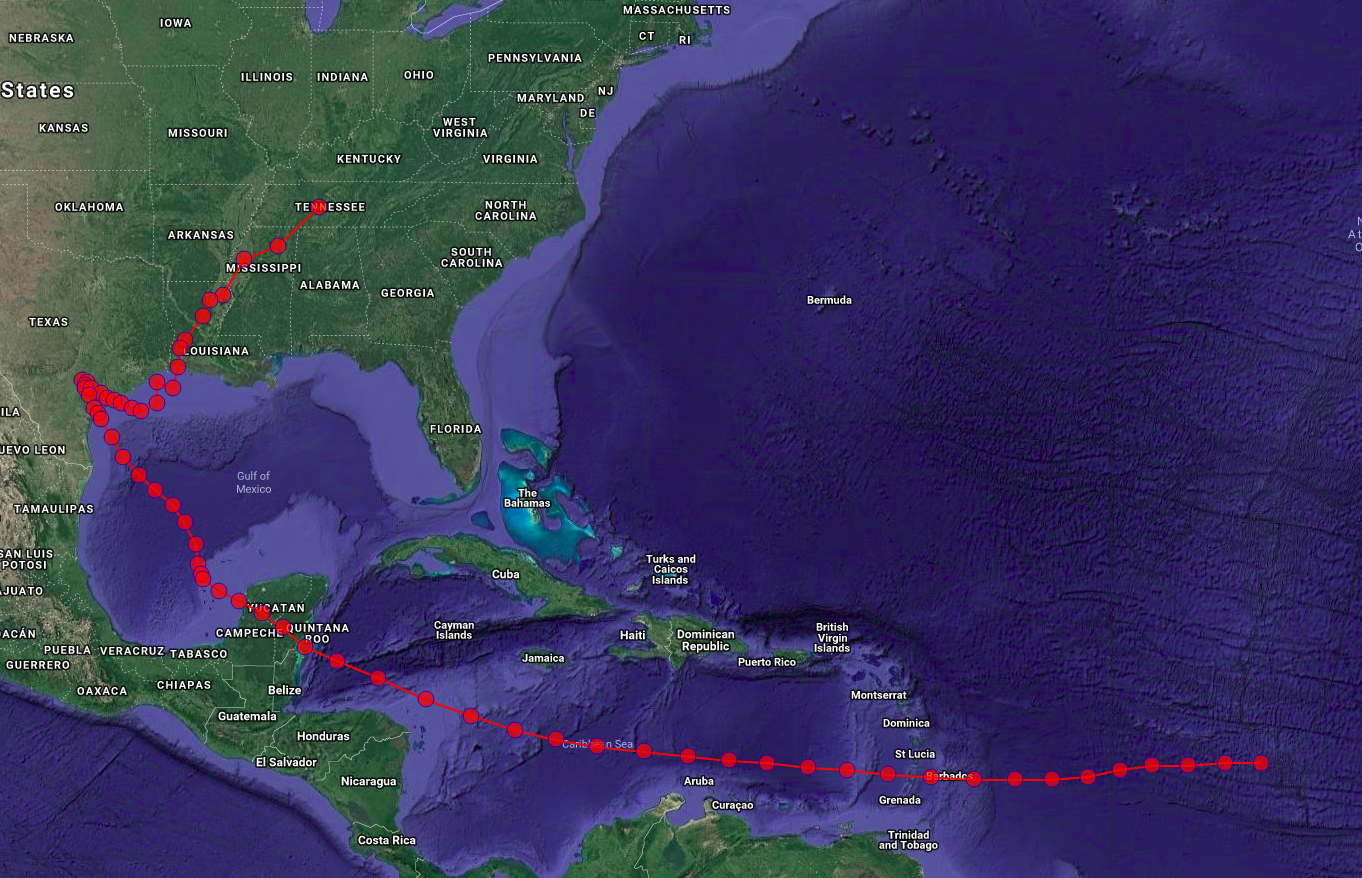 MASSACHUSETTS
IOWA
NEBRASKA
CT
RI
PENNSYLVANIA
ILLINOIS
INDIANA
OHIO
States
NJ
MARYLAND
DE
KANSAS
MISSOURI
WEST
VIRGINIA
KENTUCKY
VIRGINIA
OKLAHOMA
TENNESSEE
NORTH
CAROLINA
ARKANSAS
SOUTH
CAROLINA
MISSISSIPPI
ALABAMA
GEORGIA
Bermuda
TEXAS
LOUISIANA
ILA
FLORIDA
UEVO LEON
Gulf of
Mexico
The
Bahamas
TAMAULIPAS
SAN LUIS
POTOSI
Turks and
Caicos
Islands
Cuba
AJUATO
YUCATAN
CAMPECHE
QUINTANA
ROO
Cayman
Islands
Haiti
Dominican
Republic
British
Virgin
Islands
OACÁN
PUEBLA
VERACRUZ
TABASCO
GUERRERO
Jamaica
Puerto Rico
OAXACA
CHIAPAS
Belize
Montserrat
Guatemala
Dominica
Honduras
Caribbean Sea
St Lucia
El Salvador
Nicaragua
Aruba
Barbados
Curaçao
Grenada
Costa Rica
Trinidad
and Tobago